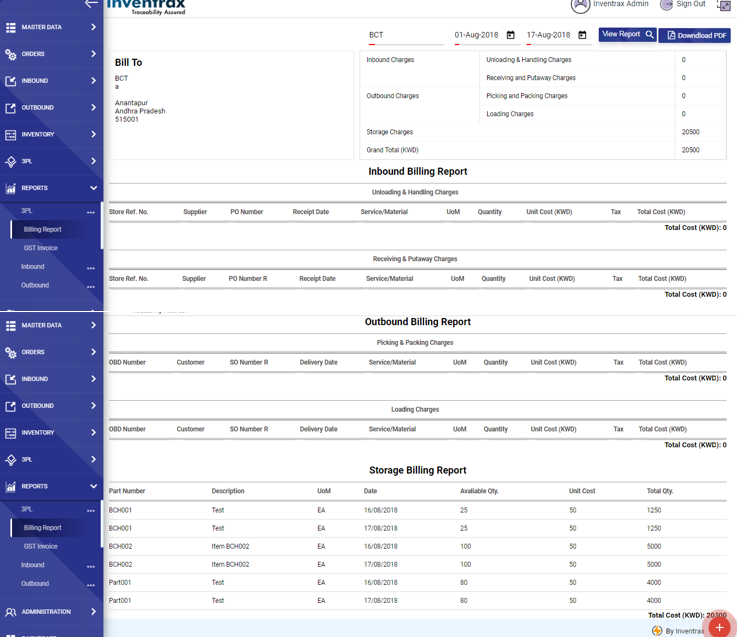 inventrax
Traceability Assured
Inventrax Admin
Sign Out
MASTER DATA
ORDERS
INBOUND
OUTBOUND
INVENTORY
3PL
REPORTS
3PL
Billing Report
GST Invoice
Inbound
Outbound
BCT 01-Aug-2018 17-Aug-2018 View Report Download PDF
Bill To
BCT
a
Anantapur
Andhra Pradesh
515001
Inbound Charges Unloading & Handling Charges 0
Receiving and Putaway Charges 0
Outbound Charges Picking and Packing Charges 0
Loading Charges 0
Storage Charges 20500
Grand Total (KWD) 20500
Inbound Billing Report
Unloading & Handling Charges
Store Ref. No. Supplier PO Number Receipt Date Service/Material UoM Quantity Unit Cost (KWD) Tax Total Cost (KWD)
Total Cost (KWD): 0
Receiving & Putaway Charges
Store Ref. No. Supplier PO Number R Receipt Date Service/Material UoM Quantity Unit Cost (KWD) Tax Total Cost (KWD)
Total Cost (KWD): 0
MASTER DATA
ORDERS
INBOUND
OUTBOUND
INVENTORY
3PL
REPORTS
3PL
Billing Report
GST Invoice
Inbound
Outbound
ADMINISTRATION
Outbound Billing Report
Picking & Packing Charges
OBD Number Customer SO Number R Delivery Date Service/Material UoM Quantity Unit Cost (KWD) Tax Total Cost (KWD)
Total Cost (KWD): 0
Loading Charges
OBD Number Customer SO Number R Delivery Date Service/Material UoM Quantity Unit Cost (KWD) Tax Total Cost (KWD)
Total Cost (KWD): 0
Storage Billing Report
Part Number Description UoM Date Avaliable Qty. Unit Cost Total Qty.
BCH001 Test EA 16/08/2018 25 50 1250
BCH001 Test EA 17/08/2018 25 50 1250
BCH002 Item BCH002 EA 16/08/2018 100 50 5000
BCH002 Item BCH002 EA 17/08/2018 100 50 5000
Part001 Test EA 16/08/2018 80 50 4000
Part001 Test EA 17/08/2018 80 50 4000
Total Cost (KWD): 20500
By Inventrax